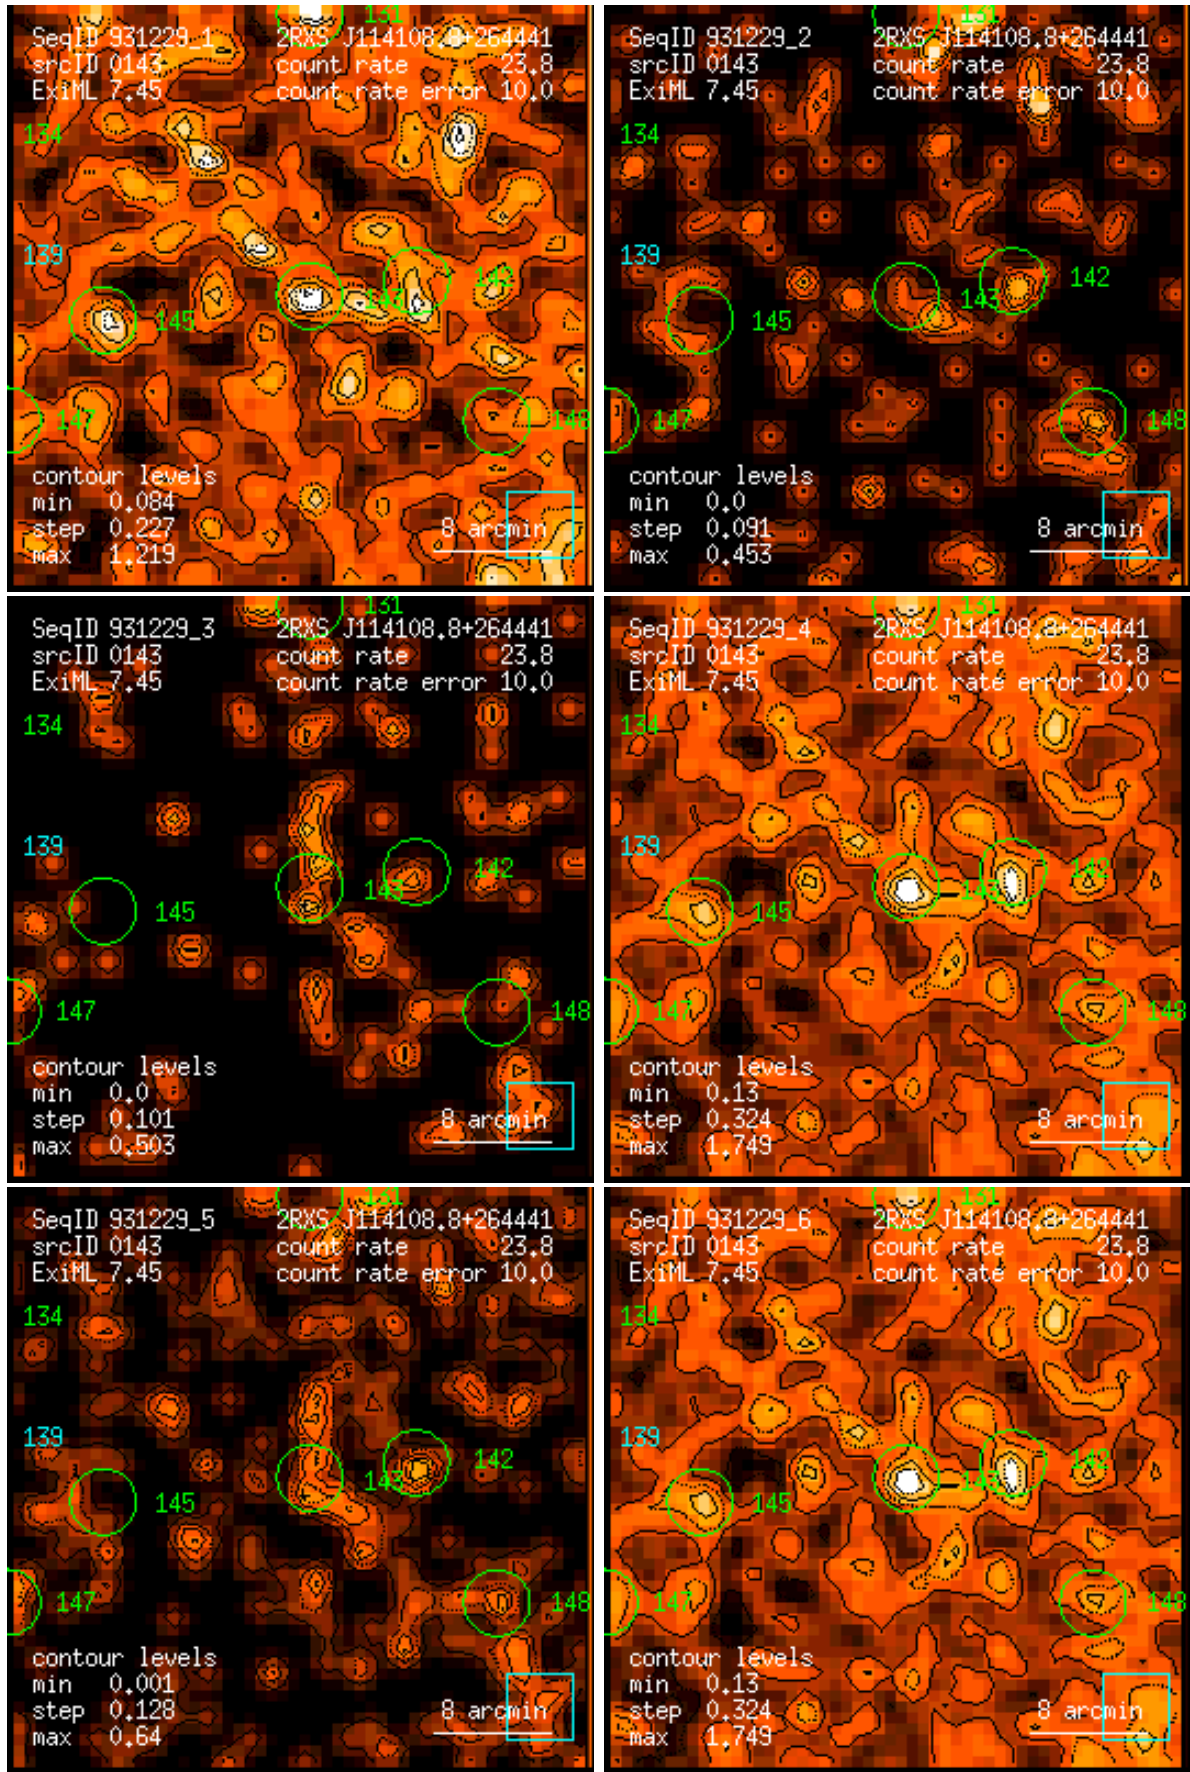 131
SeqID 931229_1 2RXS J114108.8+264441
srcID 0143 count rate 23.8
ExiML 7.45 count rate error 10.0
134
139
142
143
145
147
148
contour levels
min 0.084
step 0.227 8 arcmin
max 1.219
131
SeqID 931229_2 2RXS J114108.8+264441
srcID 0143 count rate 23.8
ExiML 7.45 count rate error 10.0
134
139
142
143
145
147
148
contour levels
min 0.0
step 0.091 8 arcmin
max 0.453
131
SeqID 931229_3 2RXS J114108.8+264441
srcID 0143 count rate 23.8
ExiML 7.45 count rate error 10.0
134
139
142
143
145
147
148
contour levels
min 0.0
step 0.101 8 arcmin
max 0.503
131
SeqID 931229_4 2RXS J114108.8+264441
srcID 0143 count rate 23.8
ExiML 7.45 count rate error 10.0
134
139
142
143
145
147
148
contour levels
min 0.13
step 0.324 8 arcmin
max 1.749
131
SeqID 931229_5 2RXS J114108.8+264441
srcID 0143 count rate 23.8
ExiML 7.45 count rate error 10.0
134
139
142
143
145
147
148
contour levels
min 0.001
step 0.128 8 arcmin
max 0.64
131
SeqID 931229_6 2RXS J114108.8+264441
srcID 0143 count rate 23.8
ExiML 7.45 count rate error 10.0
134
139
142
143
145
147
148
contour levels
min 0.13
step 0.324 8 arcmin
max 1.749